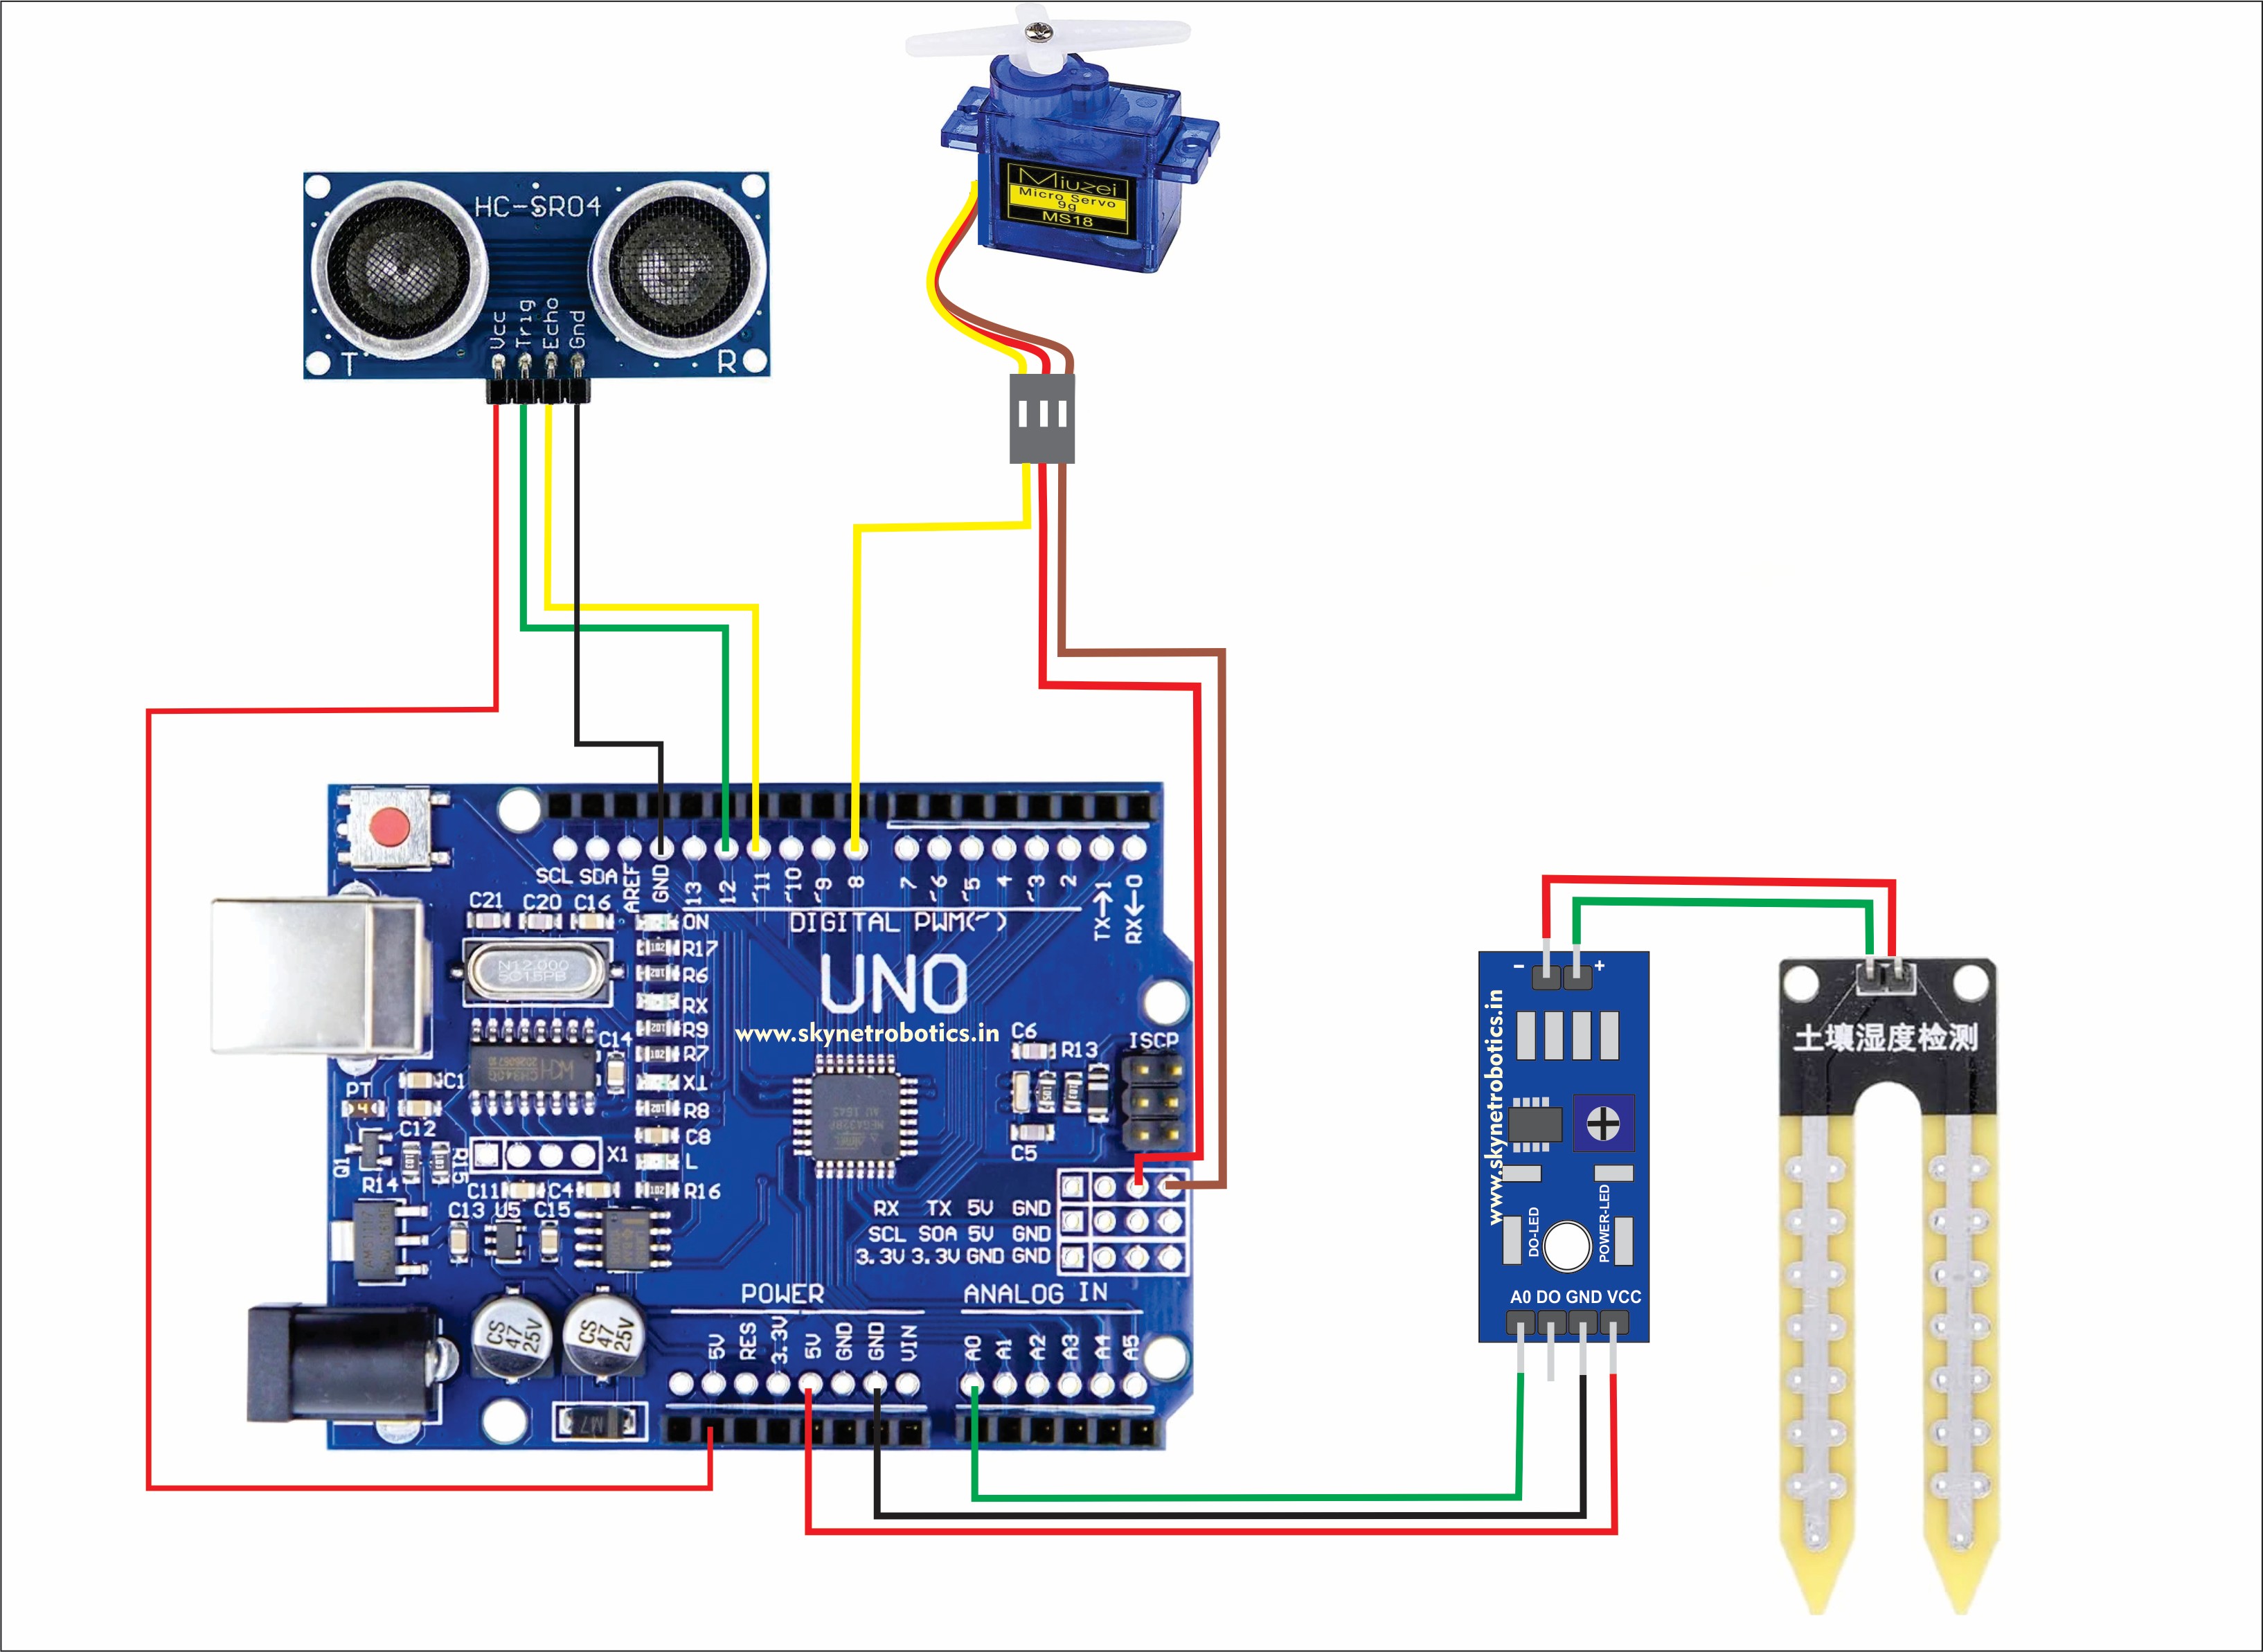 HC-SR04
Vcc
Trig
Echo
Gnd
T
R
Miuzei
Micro Servo
9g
MS18
SCL SDA
AREF
GND
13
12
~11
~10
~9
8
7
~6
~5
4
~3
2
TX→1
RX←0
DIGITAL PWM(~)
UNO
www.skynetrobotics.in
C21 C20 C16
N12.000
ON
R17
R6
RX
R9
R7
TX
R8
C8
L
R16
C14
CH340G
PT
C1
C12
Q1
R14
R15
X1
C11
C4
C13 U5 C15
C6
R13
ISCP
C5
RX TX 5V GND
SCL SOA 5V GND
3.3V 3.3V GND GND
POWER
ANALOG IN
CS
47
25V
CS
47
25V
M7
5V
RES
3.3V
5V
GND
GND
VIN
A0
A1
A2
A3
A4
A5
- +
www.skynetrobotics.in
DO-LED
POWER-LED
A0 DO GND VCC
土壤湿度检测